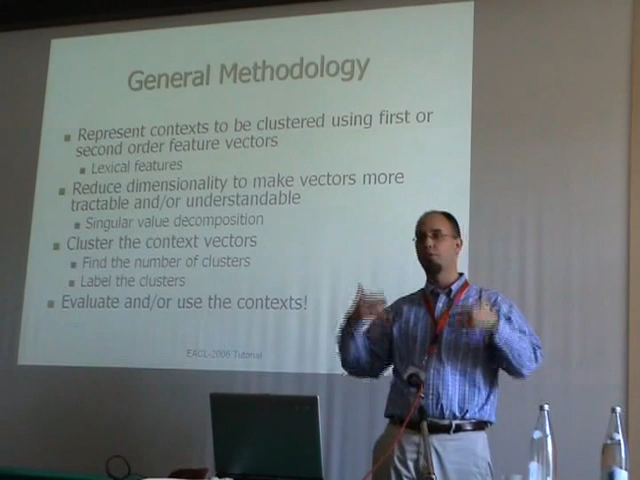 General Methodology
Represent contexts to be clustered using first or
second order feature vectors
Lexical features
Reduce dimensionality to make vectors more
tractable and/or understandable
Singular value decomposition
Cluster the context vectors
Find the number of clusters
Label the clusters
Evaluate and/or use the contexts!
EACL-2006 Tutorial